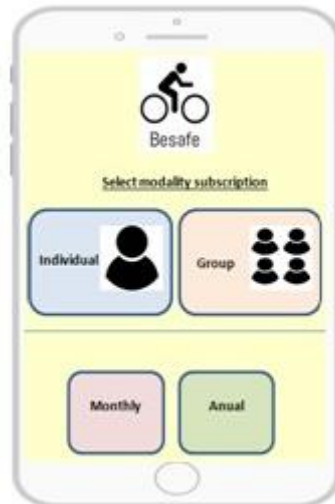 Besafe
Select modality subscription
Individual
Group
Monthly
Anual